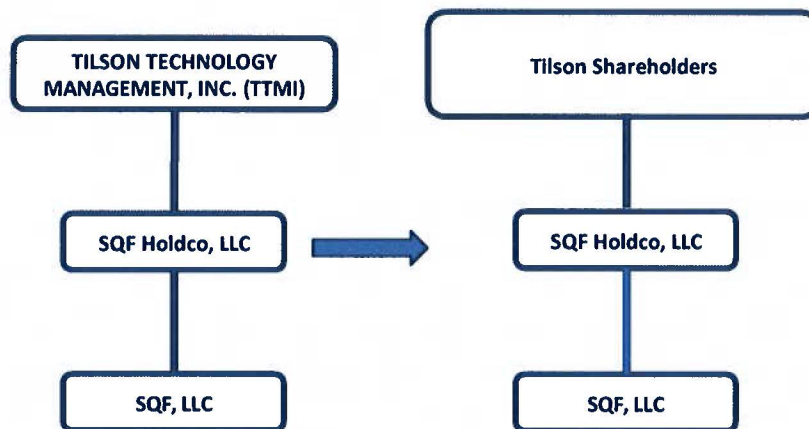 TILSON TECHNOLOGY
MANAGEMENT, INC. (TTMI)
SQF Holdco, LLC
SQF, LLC
Tilson Shareholders
SQF Holdco, LLC
SQF, LLC